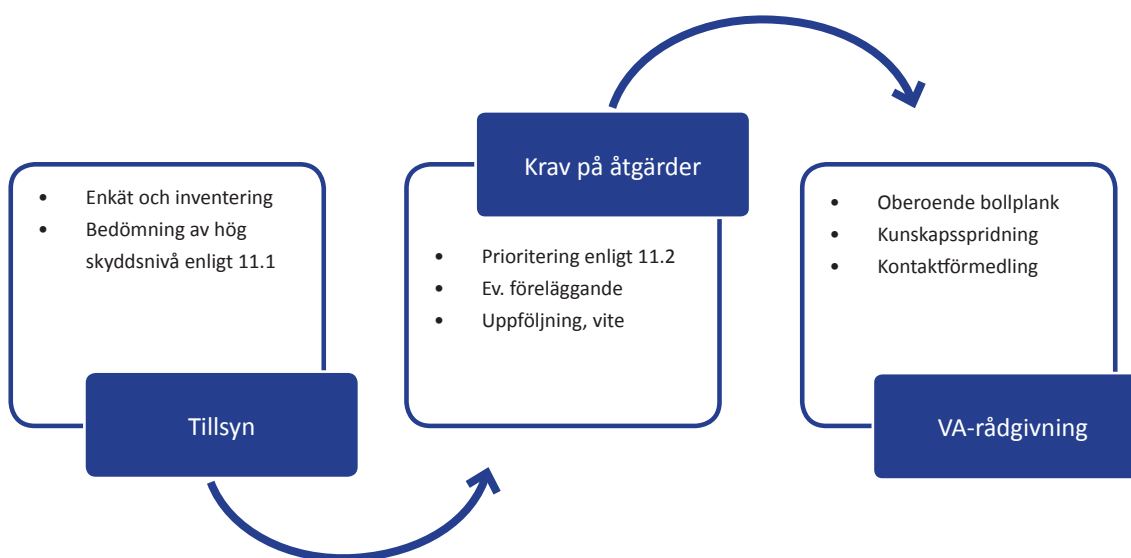 • Enkät och inventering
• Bedömning av hög
skyddsnivå enligt 11.1
Tillsyn
Krav på åtgärder
• Prioritering enligt 11.2
• Ev. föreläggande
• Uppföljning, vite
• Oberoende bollplank
• Kunskapsspridning
• Kontaktförmedling
VA-rådgivning